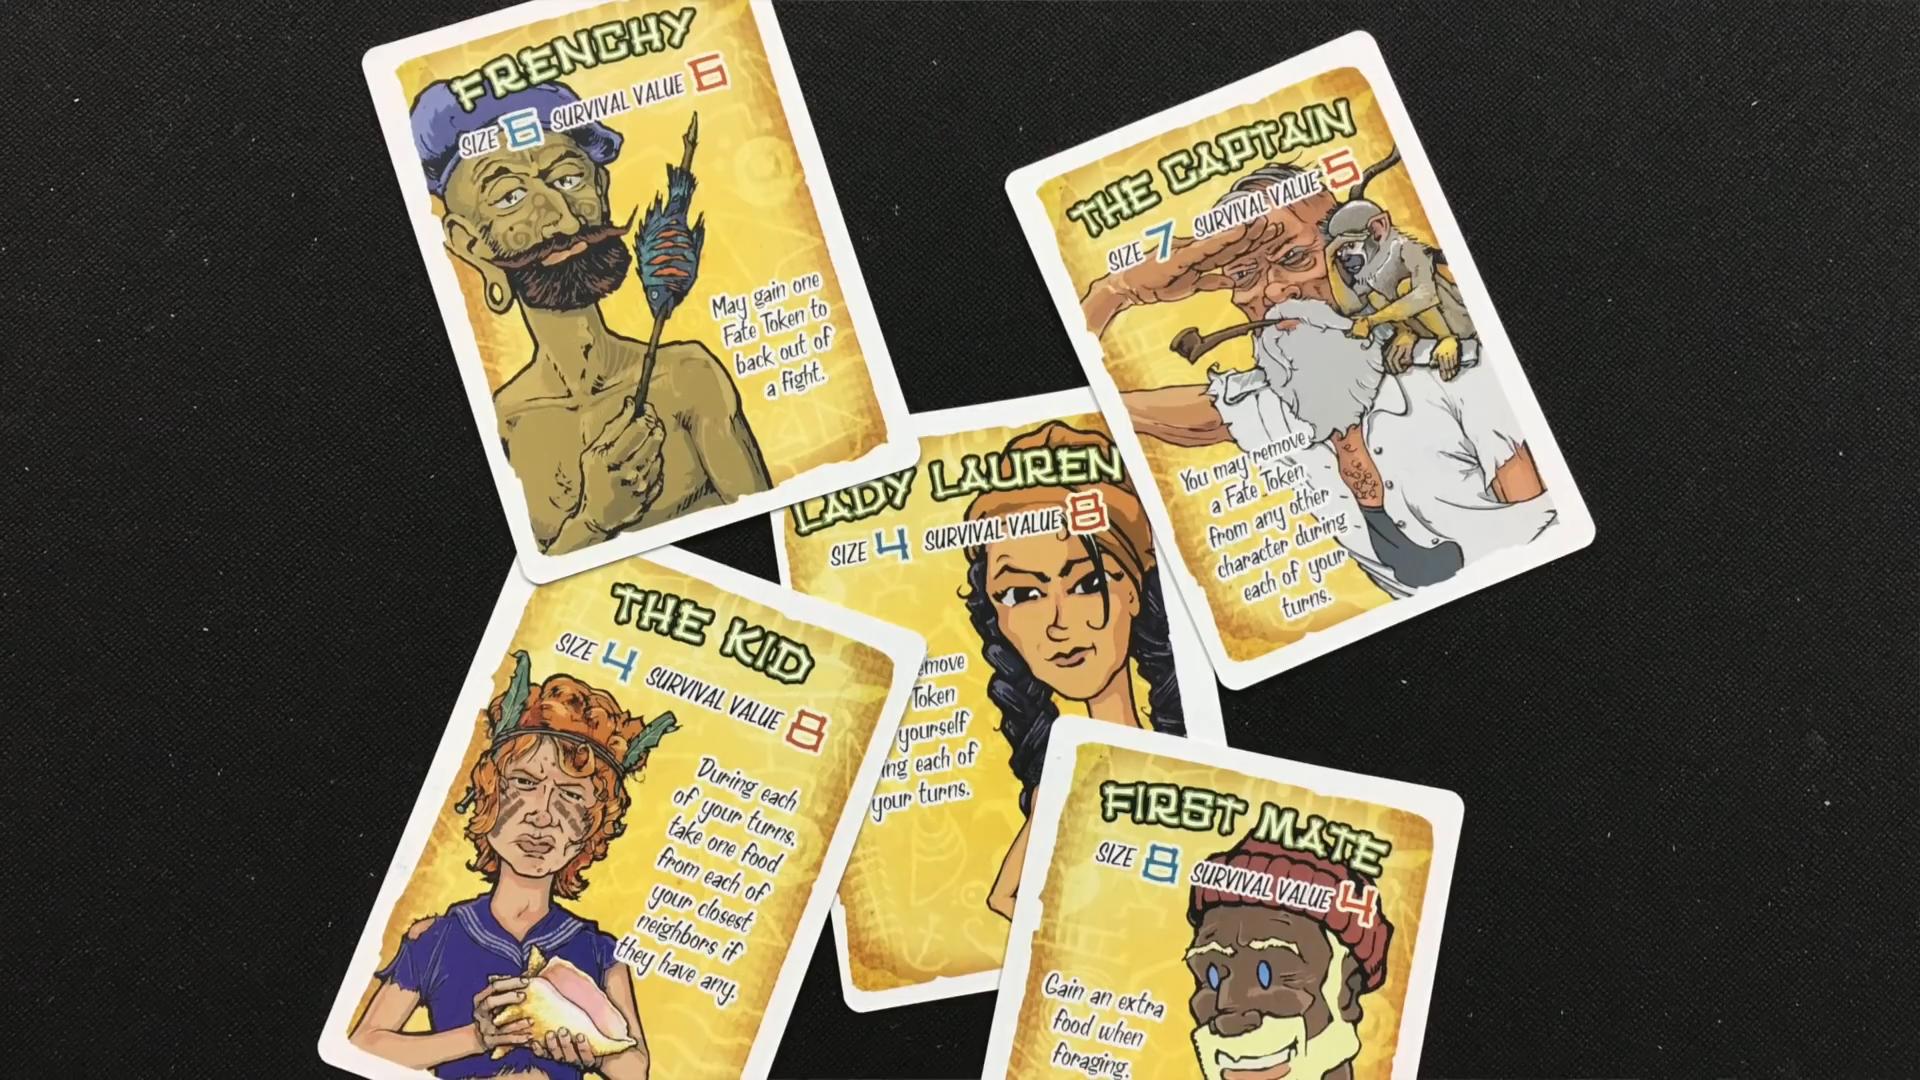 FRENCHY
SIZE 6 SURVIVAL VALUE 6
May gain one
Fate Token to
back out of
a fight.
THE CAPTAIN
SIZE 7 SURVIVAL VALUE 5
You may remove
a Fate Token
from any other
character during
each of your
turns.
LADY LAUREN
SIZE 4 SURVIVAL VALUE 8
Token
yourself
each of
your turns.
THE KID
SIZE 4 SURVIVAL VALUE 8
During each
of your turns,
take one food
from each of
your closest
neighbors if
they have any.
FIRST MATE
SIZE 8 SURVIVAL VALUE 4
Gain an extra
food when
foraging.